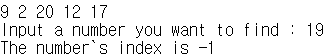 9 2 20 12 17
Input a number you want to find : 19
The number`s index is -1